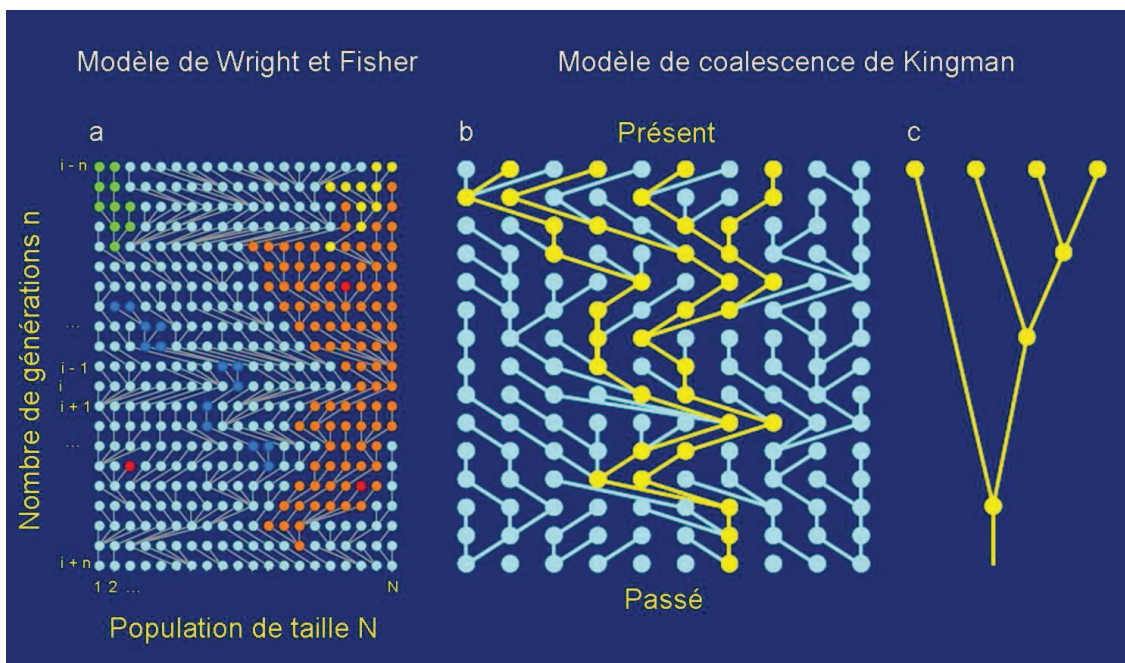 Modèle de Wright et Fisher
Modèle de coalescence de Kingman
a
b
Présent
c
Nombre de générations n
i - n
...
i - 1
i
i + 1
...
i + n
1 2 ... N
Population de taille N
Passé